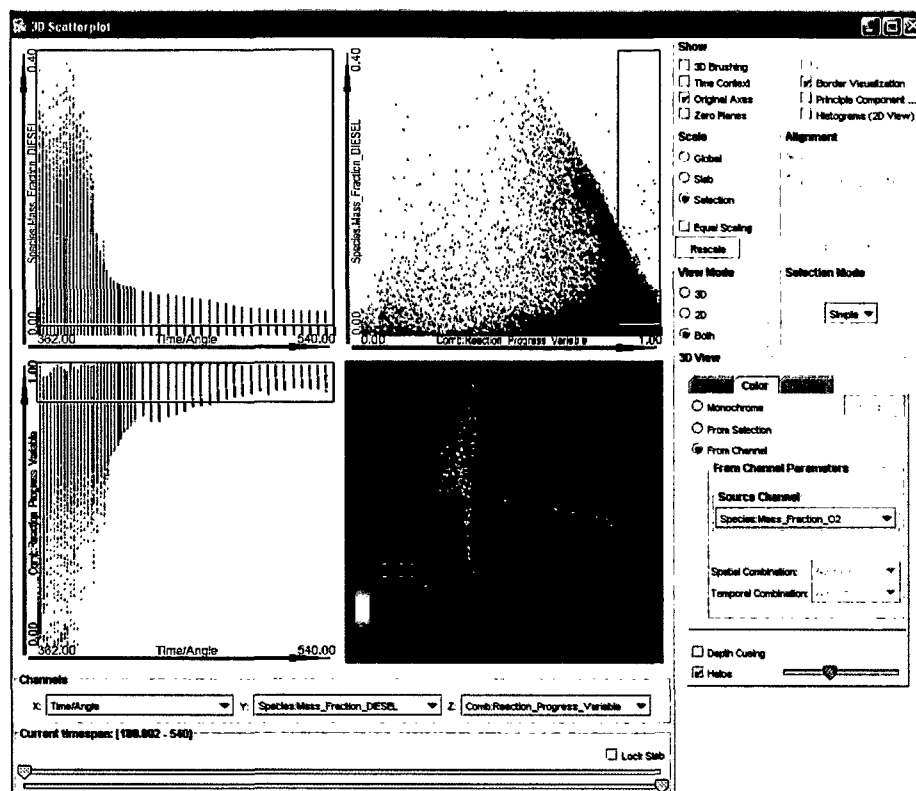 3D Scatterplot
0.40
Species:Mass_Fraction_DIESEL
0.00
362.00 Time/Angle 540.00
0.40
Species:Mass_Fraction_DIESEL
0.00
0.00 Comb:Reaction_Progress_Variable 1.00
1.00
Comb:Reaction_Progress_Variable
0.00
362.00 Time/Angle 540.00
Show
3D Brushing
Time Context Border Visualization
Original Axes Principle Component ...
Zero Planes Histograms (2D View)
Scale Alignment
Global
Slab
Selection
Equal Scaling
Rescale
View Mode Selection Mode
3D
2D Simple
Both
3D View
Color
Monochrome
From Selection
From Channel
From Channel Parameters
Source Channel
Species:Mass_Fraction_O2
Spatial Combination:
Temporal Combination:
Depth Cueing
Halos
Channels
X: Time/Angle Y: Species:Mass_Fraction_DIESEL Z: Comb:Reaction_Progress_Variable
Current timespan: [180.002 - 540]
Lock Slab